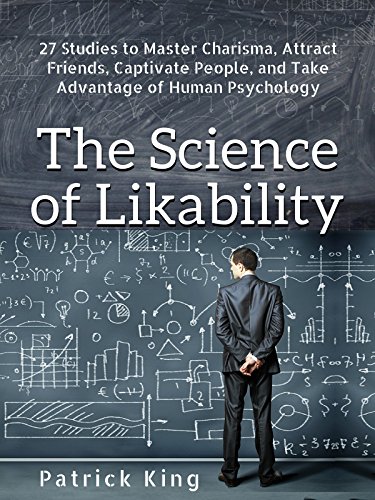 27 Studies to Master Charisma, Attract
Friends, Captivate People, and Take
Advantage of Human Psychology
The Science
of Likability
Patrick King